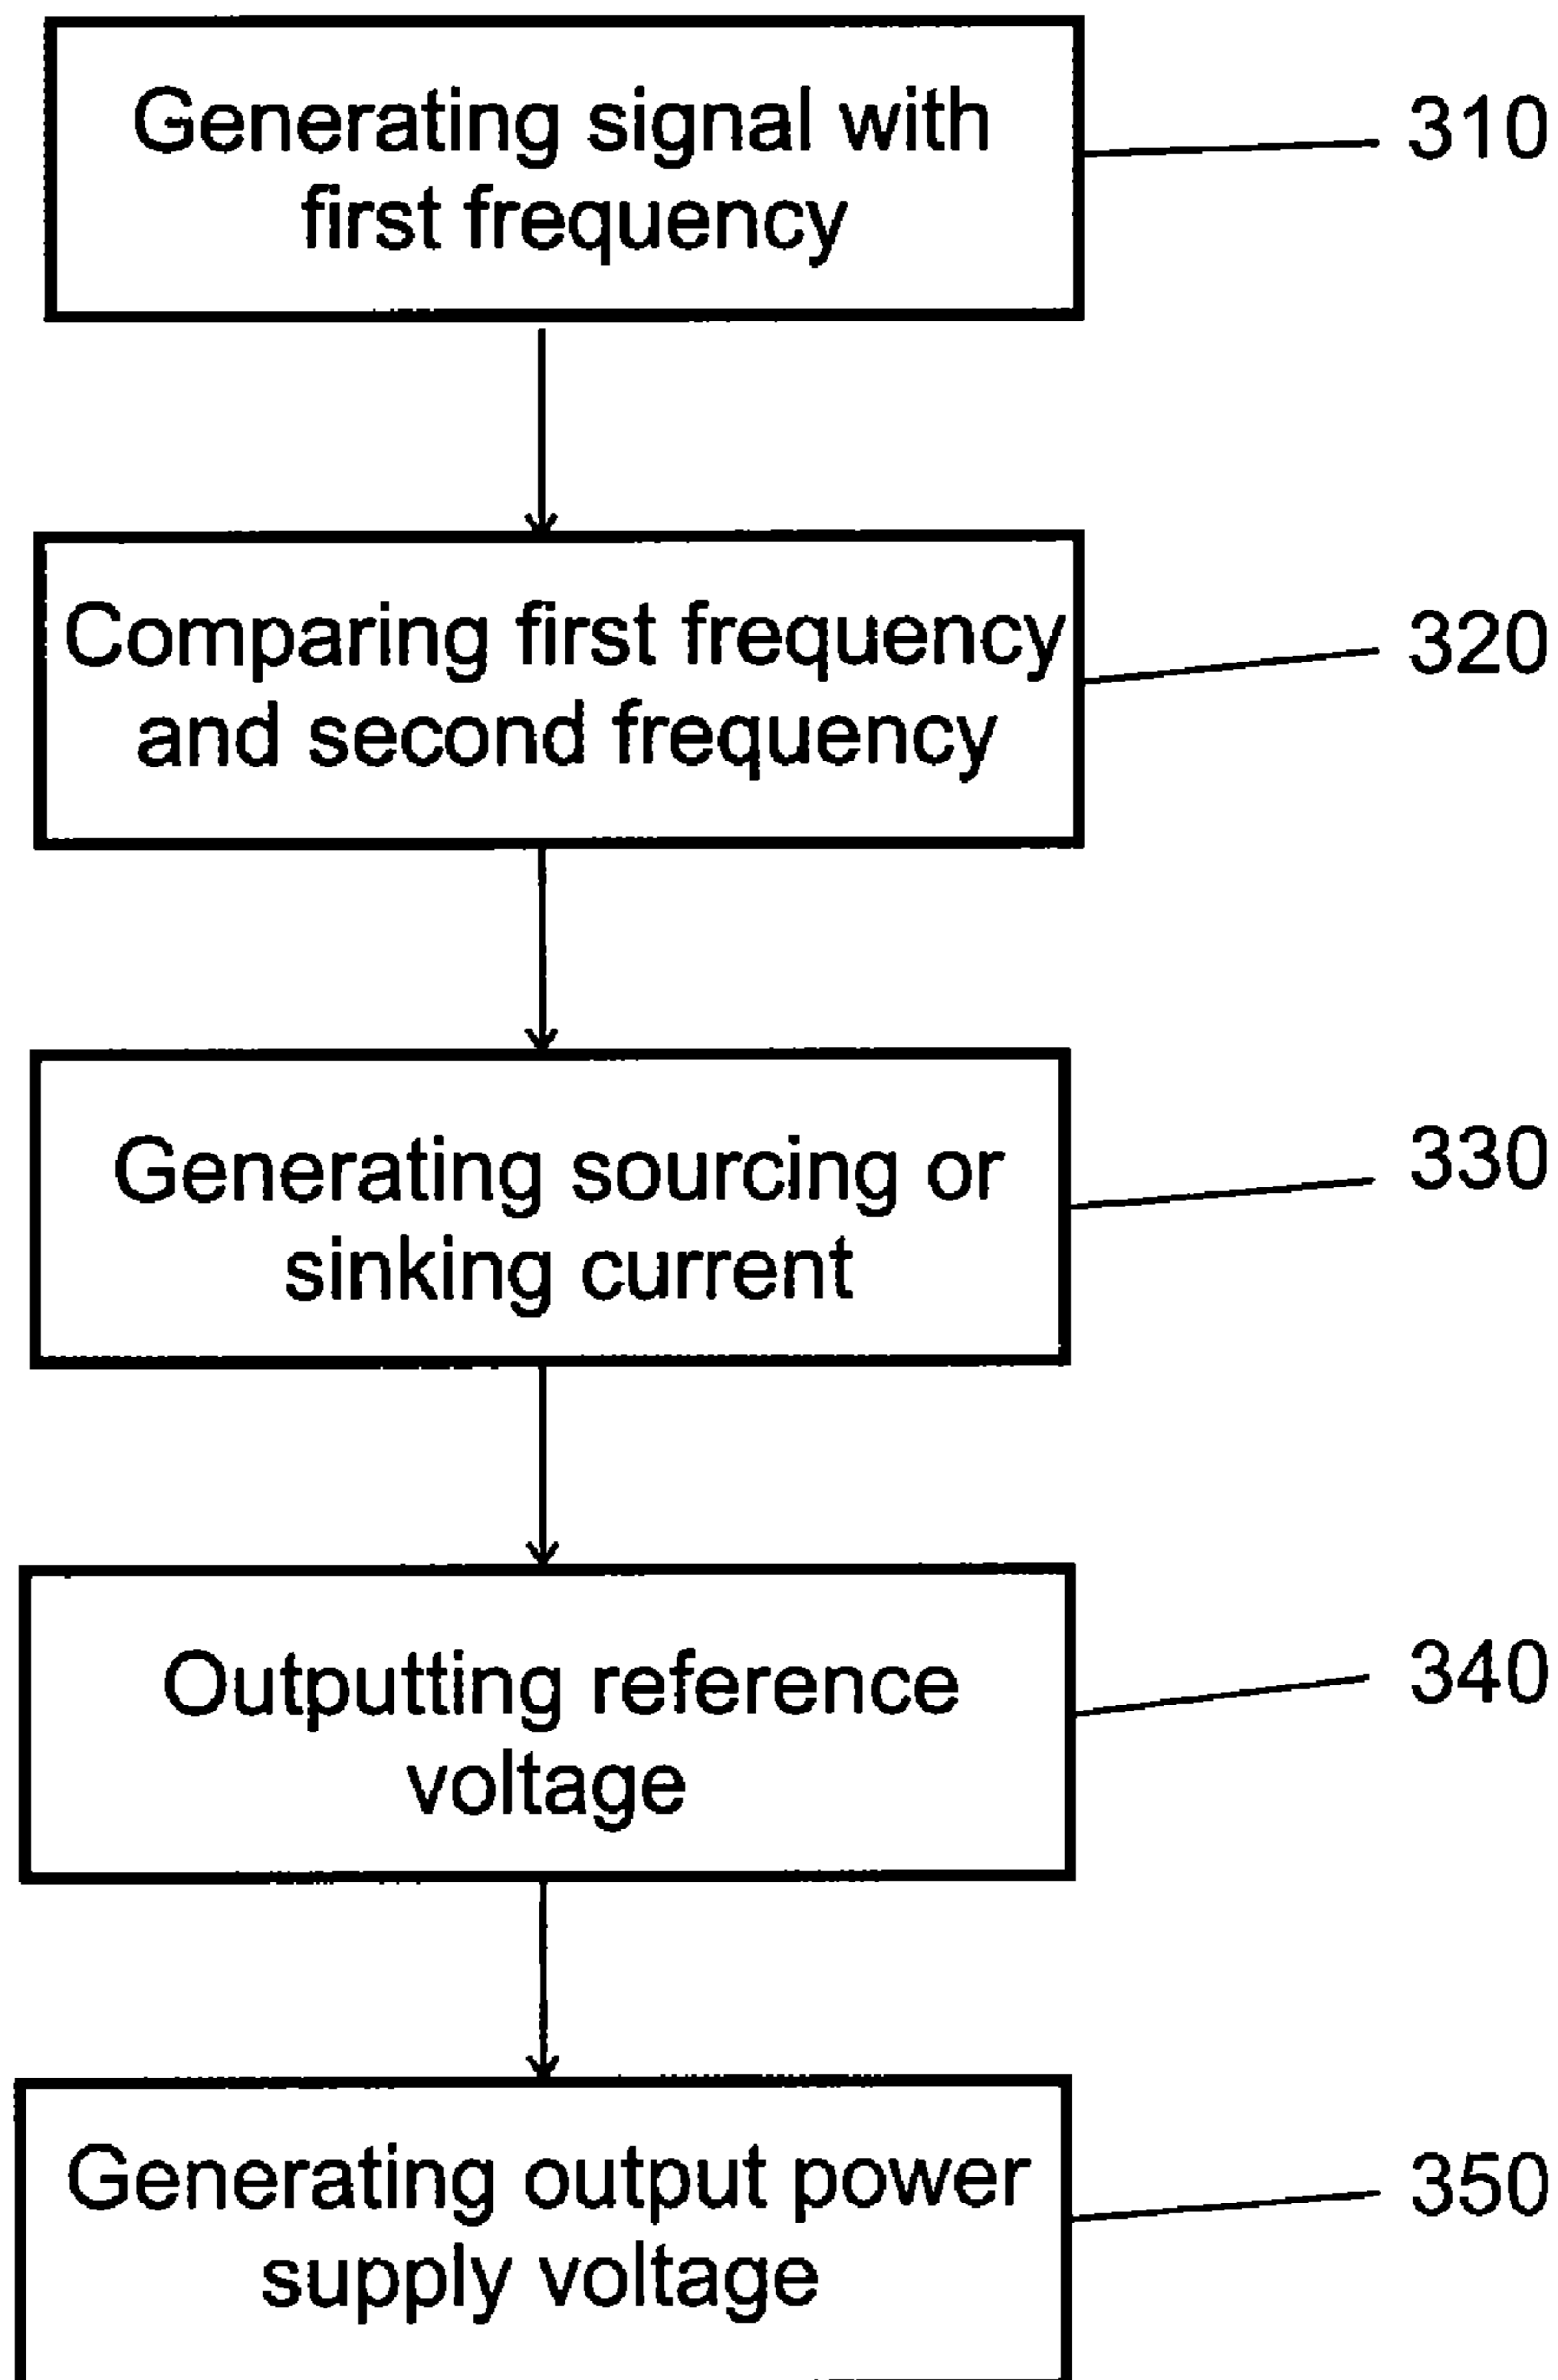 Generating signal with
first frequency
310
Comparing first frequency
and second frequency
320
Generating sourcing or
sinking current
330
Outputting reference
voltage
340
Generating output power
supply voltage
350